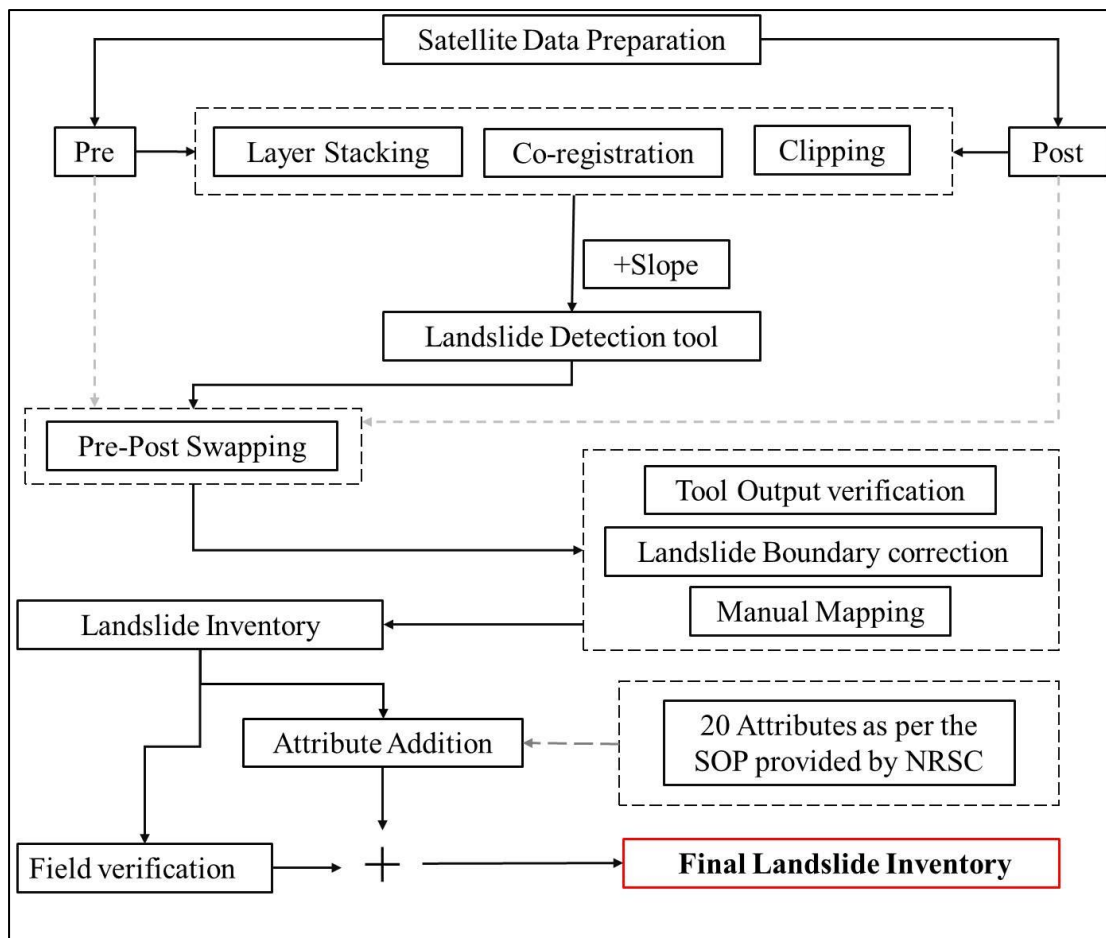 Satellite Data Preparation
Pre
Layer Stacking
Co-registration
Clipping
Post
+Slope
Landslide Detection tool
Pre-Post Swapping
Tool Output verification
Landslide Boundary correction
Manual Mapping
Landslide Inventory
Attribute Addition
20 Attributes as per the
SOP provided by NRSC
Field verification
+
Final Landslide Inventory